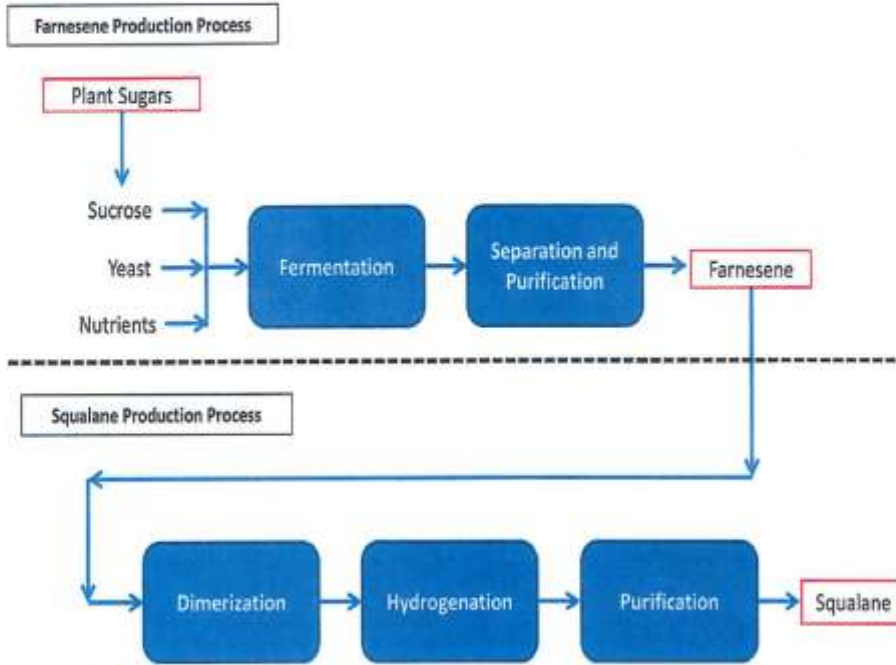 Farnesene Production Process
Plant Sugars
Sucrose
Yeast
Nutrients
Fermentation
Separation and
Purification
Farnesene
Squalane Production Process
Dimerization
Hydrogenation
Purification
Squalane